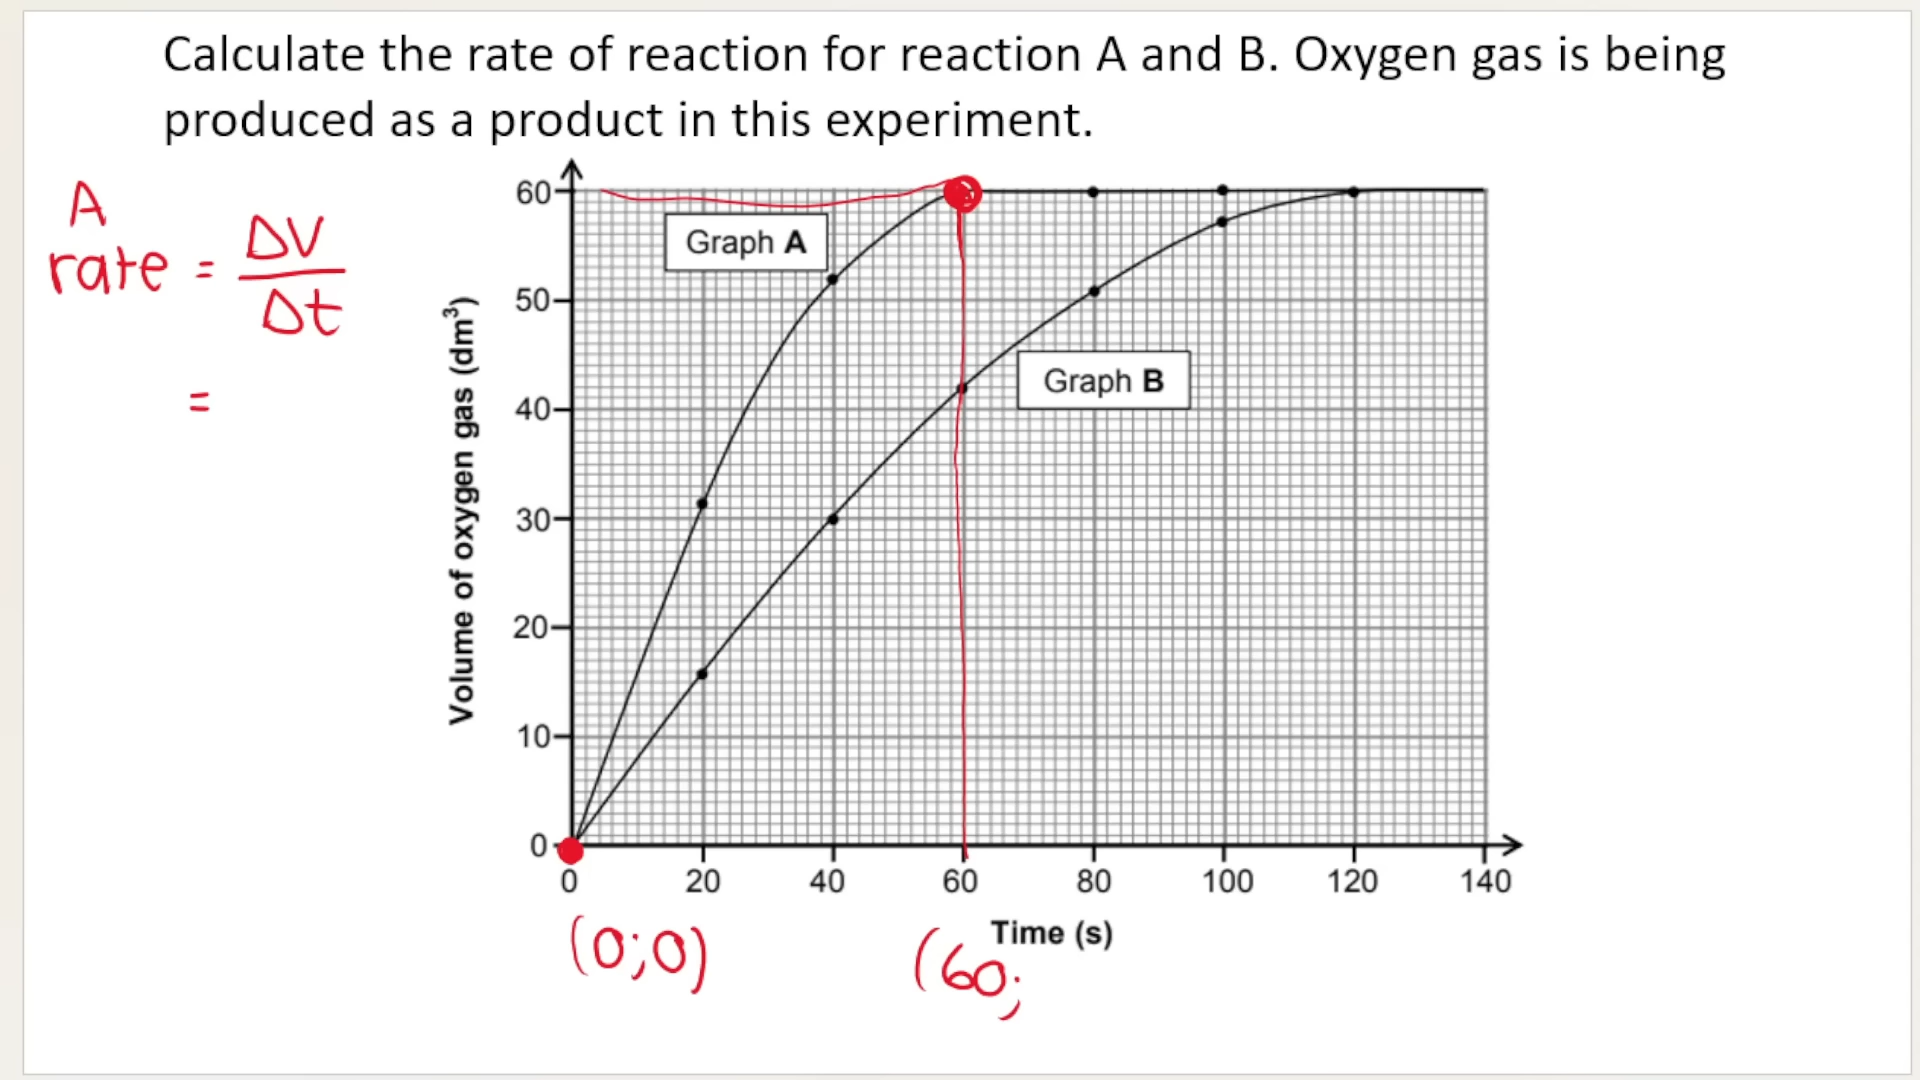 Calculate the rate of reaction for reaction A and B. Oxygen gas is being
produced as a product in this experiment.
A
rate = ΔV
Δt
=
Volume of oxygen gas (dm³)
60
50
40
30
20
10
0
Graph A
Graph B
0 20 40 60 80 100 120 140
Time (s)
(0;0) (60;